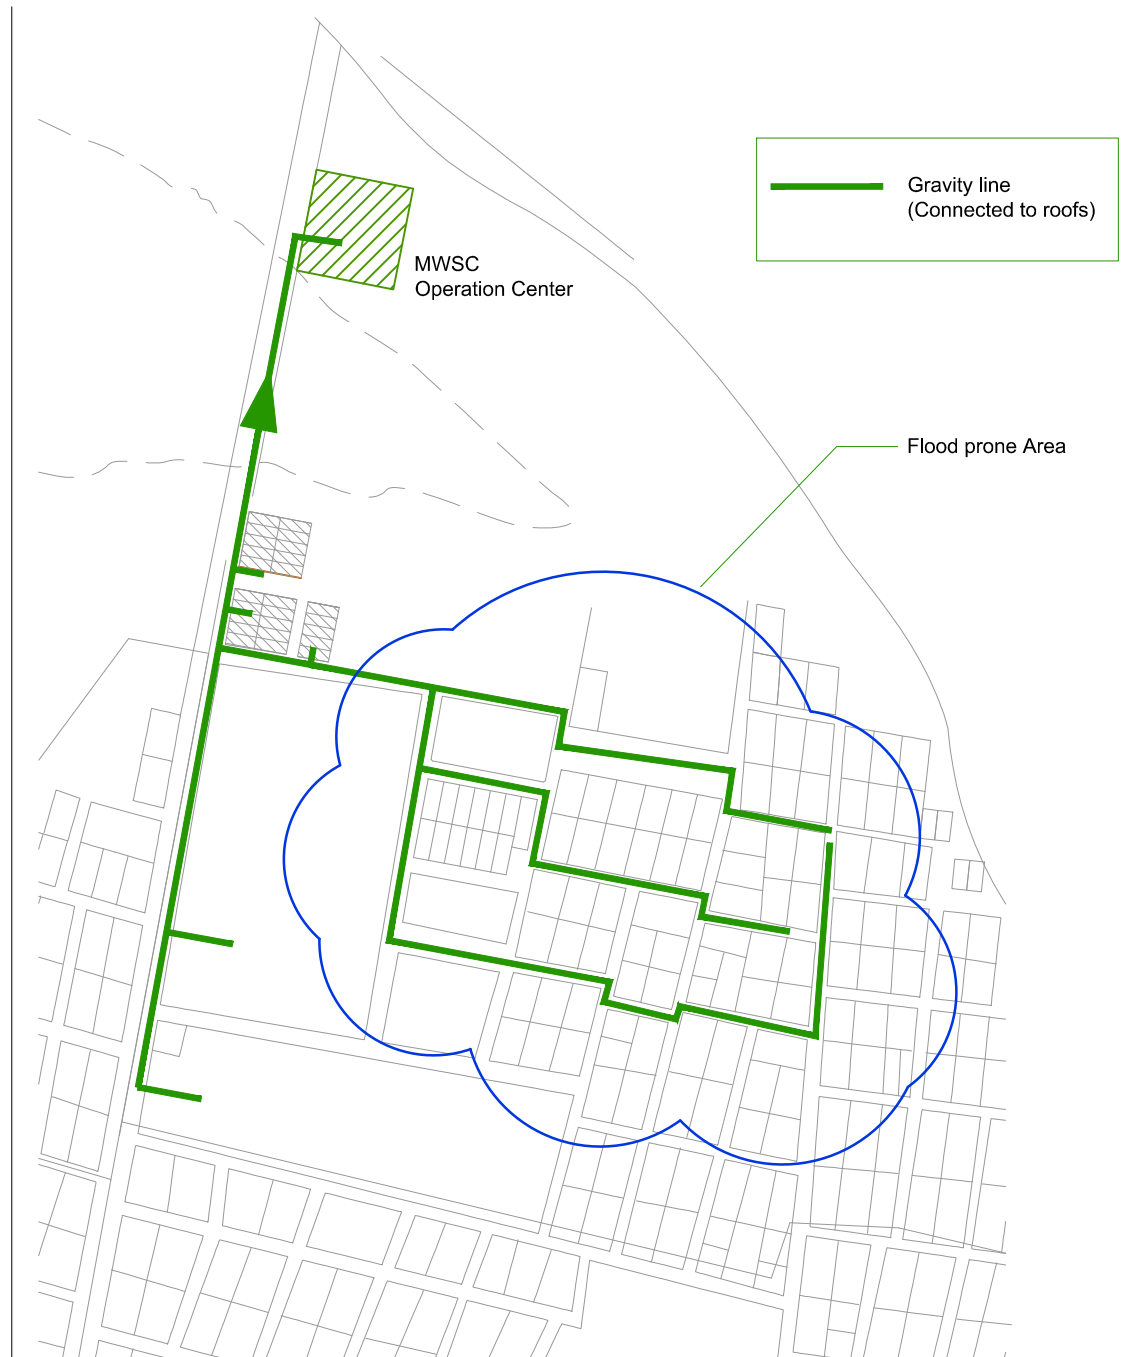 Gravity line
(Connected to roofs)
MWSC
Operation Center
Flood prone Area